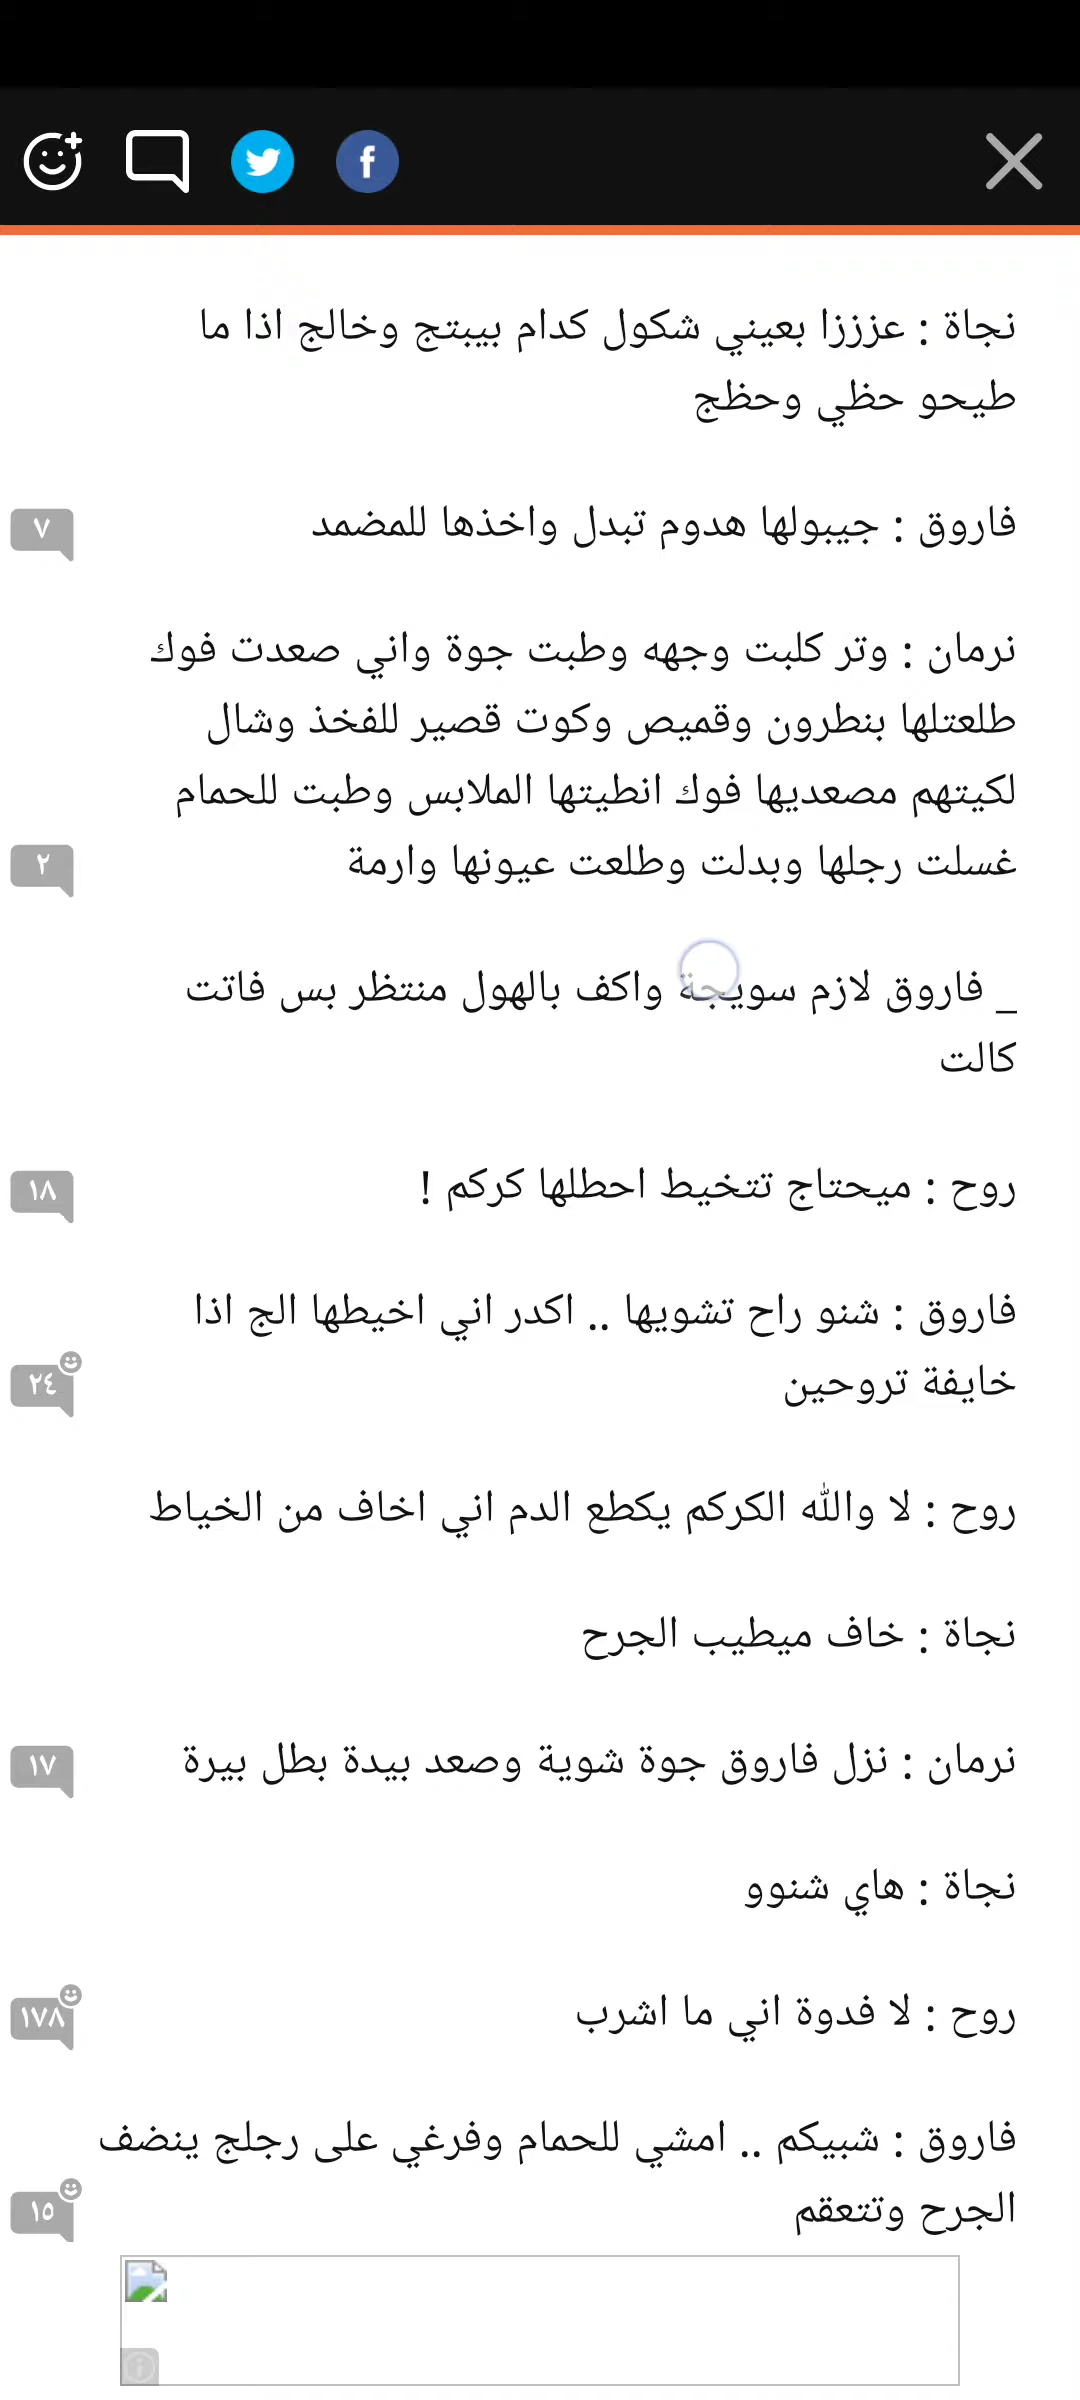 نجاة : عزززا بعيني شكول كدام بيبتج وخالج اذا ما
طيحو حظي وحظج
فاروق : جيبولها هدوم تبدل واخذها للمضمد
٧
نرمان : وتر كلبت وجهه وطبت جوة واني صعدت فوك
طلعتلها بنطرون وقميص وكوت قصير للفخذ وشال
لكيتهم مصعديها فوك انطيتها الملابس وطبت للحمام
غسلت رجلها وبدلت وطلعت عيونها وارمة
٢
_ فاروق لازم سويجة واكف بالهول منتظر بس فاتت
كالت
روح : ميحتاج تتخيط احطلها كركم !
١٨
فاروق : شنو راح تشويها .. اكدر اني اخيطها الج اذا
خايفة تروحين
٢٤
روح : لا والله الكركم يكطع الدم اني اخاف من الخياط
نجاة : خاف ميطيب الجرح
نرمان : نزل فاروق جوة شوية وصعد بيدة بطل بيرة
١٧
نجاة : هاي شنوو
روح : لا فدوة اني ما اشرب
١٧٨
فاروق : شبيكم .. امشي للحمام وفرغي على رجلج ينضف
الجرح وتتعقم
١٥